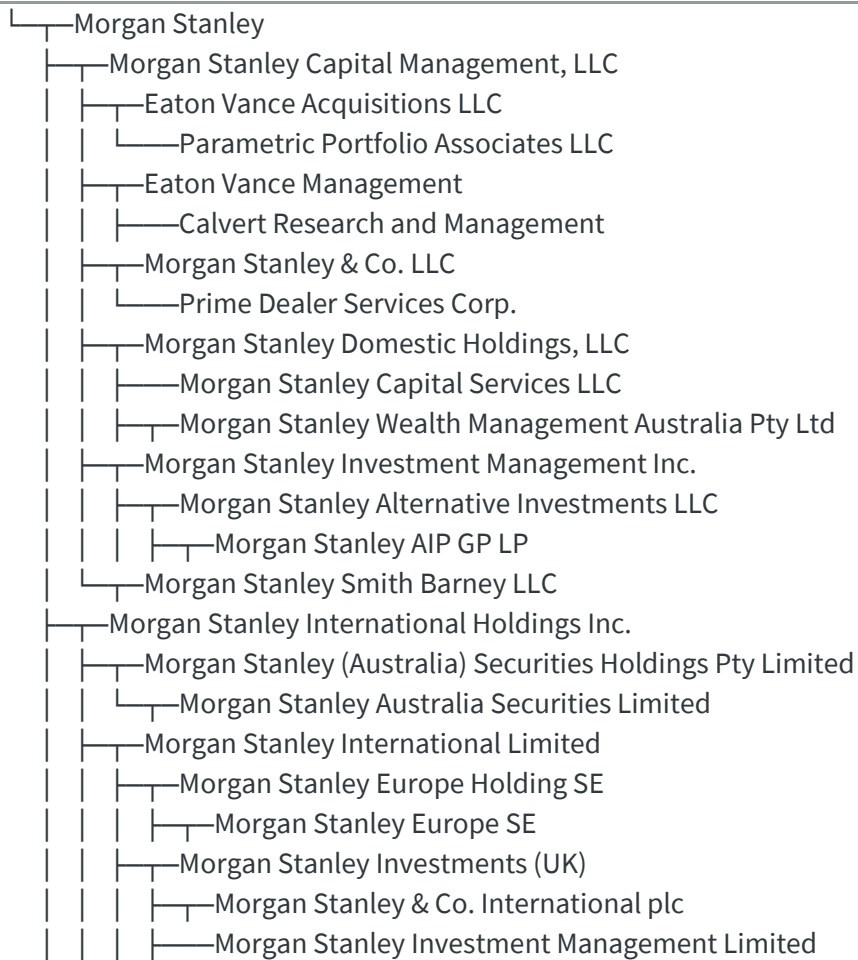 Morgan Stanley
Morgan Stanley Capital Management, LLC
Eaton Vance Acquisitions LLC
Parametric Portfolio Associates LLC
Eaton Vance Management
Calvert Research and Management
Morgan Stanley & Co. LLC
Prime Dealer Services Corp.
Morgan Stanley Domestic Holdings, LLC
Morgan Stanley Capital Services LLC
Morgan Stanley Wealth Management Australia Pty Ltd
Morgan Stanley Investment Management Inc.
Morgan Stanley Alternative Investments LLC
Morgan Stanley AIP GP LP
Morgan Stanley Smith Barney LLC
Morgan Stanley International Holdings Inc.
Morgan Stanley (Australia) Securities Holdings Pty Limited
Morgan Stanley Australia Securities Limited
Morgan Stanley International Limited
Morgan Stanley Europe Holding SE
Morgan Stanley Europe SE
Morgan Stanley Investments (UK)
Morgan Stanley & Co. International plc
Morgan Stanley Investment Management Limited